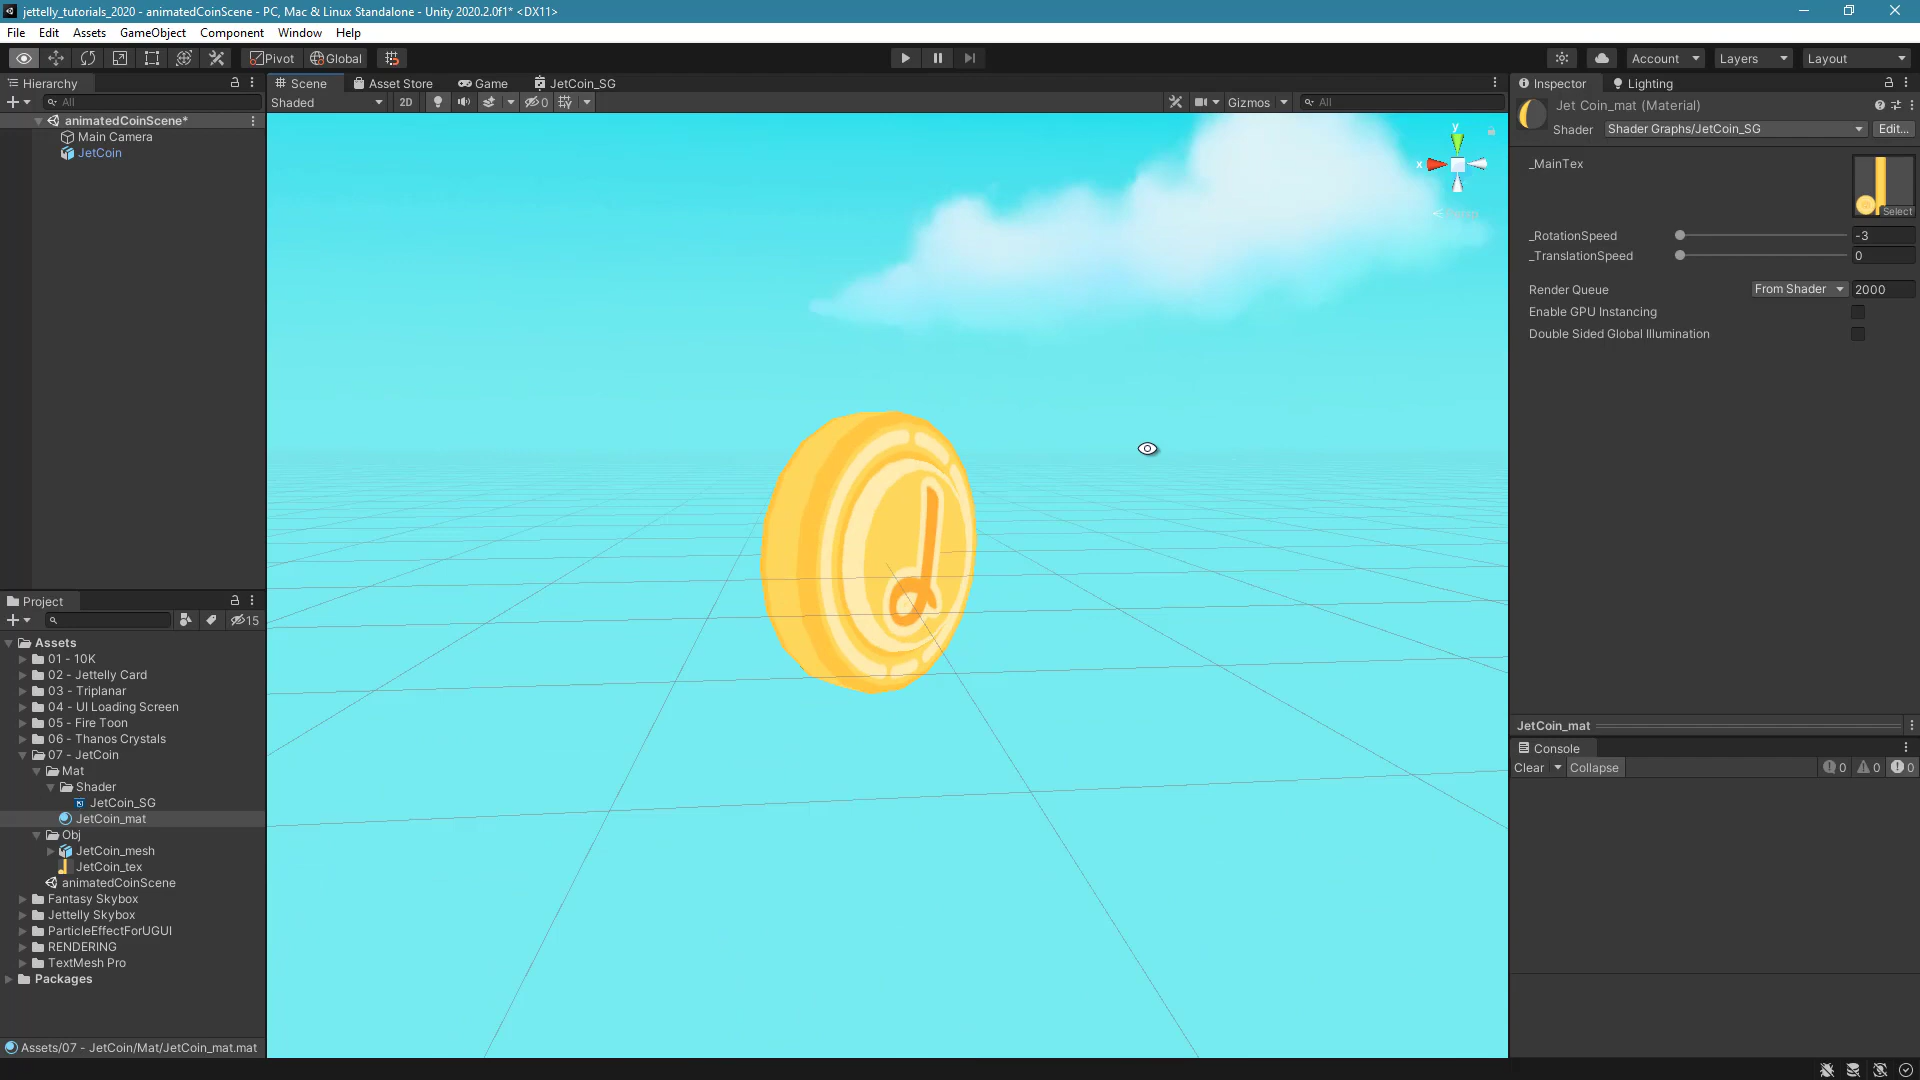 jettelly_tutorials_2020 - animatedCoinScene - PC, Mac & Linux Standalone - Unity 2020.2.0f1* <DX11>
File Edit Assets GameObject Component Window Help
Pivot Global
Account Layers Layout
Hierarchy
All
animatedCoinScene*
Main Camera
JetCoin
Scene Asset Store Game JetCoin_SG
Shaded 2D 0 Gizmos All
y
x
Persp
Project
15
Assets
01 - 10K
02 - Jettelly Card
03 - Triplanar
04 - UI Loading Screen
05 - Fire Toon
06 - Thanos Crystals
07 - JetCoin
Mat
Shader
JetCoin_SG
JetCoin_mat
Obj
JetCoin_mesh
JetCoin_tex
animatedCoinScene
Fantasy Skybox
Jettelly Skybox
ParticleEffectForUGUI
RENDERING
TextMesh Pro
Packages
Assets/07 - JetCoin/Mat/JetCoin_mat.mat
Inspector Lighting
Jet Coin_mat (Material)
Shader Shader Graphs/JetCoin_SG Edit...
_MainTex
Select
_RotationSpeed -3
_TranslationSpeed 0
Render Queue From Shader 2000
Enable GPU Instancing
Double Sided Global Illumination
JetCoin_mat
Console
Clear Collapse 0 0 0